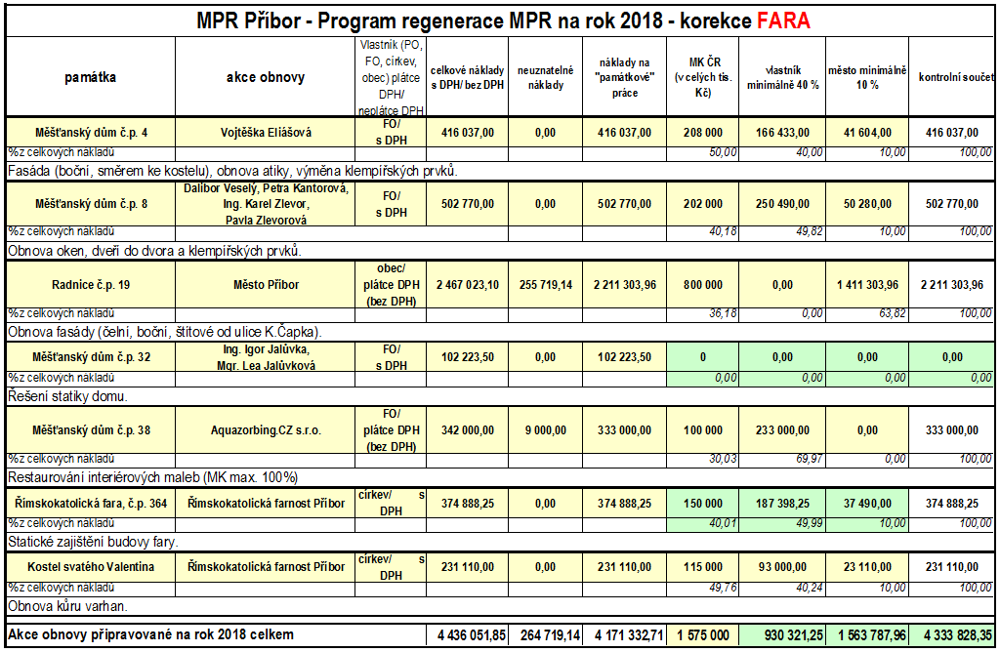 MPR Příbor - Program regenerace MPR na rok 2018 - korekce FARA
památka akce obnovy Vlastník (PO, FO, církev, obec) plátce DPH/ neplátce DPH celkové náklady s DPH/ bez DPH neuznatelné náklady náklady na "památkové" práce MK ČR (v celých tis. Kč) vlastník minimálně 40 % město minimálně 10 % kontrolní součet
Měšťanský dům č.p. 4 Vojtěška Eliášová FO/ s DPH 416 037,00 0,00 416 037,00 208 000 166 433,00 41 604,00 416 037,00
%z celkových nákladů 50,00 40,00 10,00 100,00
Fasáda (boční, směrem ke kostelu), obnova atiky, výměna klempířských prvků.
Měšťanský dům č.p. 8 Dalibor Veselý, Petra Kantorová, Ing. Karel Zlevor, Pavla Zlevorová FO/ s DPH 502 770,00 0,00 502 770,00 202 000 250 490,00 50 280,00 502 770,00
%z celkových nákladů 40,18 49,82 10,00 100,00
Obnova oken, dveří do dvora a klempířských prvků.
Radnice č.p. 19 Město Příbor obec/ plátce DPH (bez DPH) 2 467 023,10 255 719,14 2 211 303,96 800 000 0,00 1 411 303,96 2 211 303,96
%z celkových nákladů 36,18 0,00 63,82 100,00
Obnova fasády (čelní, boční, štítové od ulice K.Čapka).
Měšťanský dům č.p. 32 Ing. Igor Jalůvka, Mgr. Lea Jalůvková FO/ s DPH 102 223,50 0,00 102 223,50 0 0,00 0,00 0,00
%z celkových nákladů 0,00 0,00 0,00 0,00
Řešení statiky domu.
Měšťanský dům č.p. 38 Aquazorbing.CZ s.r.o. FO/ plátce DPH (bez DPH) 342 000,00 9 000,00 333 000,00 100 000 233 000,00 0,00 333 000,00
%z celkových nákladů 30,03 69,97 0,00 100,00
Restaurování interiérových maleb (MK max. 100%)
Římskokatolická fara, č.p. 364 Římskokatolická farnost Příbor církev/ s DPH 374 888,25 0,00 374 888,25 150 000 187 398,25 37 490,00 374 888,25
%z celkových nákladů 40,01 49,99 10,00 100,00
Statické zajištění budovy fary.
Kostel svatého Valentina Římskokatolická farnost Příbor církev/ s DPH 231 110,00 0,00 231 110,00 115 000 93 000,00 23 110,00 231 110,00
%z celkových nákladů 49,76 40,24 10,00 100,00
Obnova kůru varhan.
Akce obnovy připravované na rok 2018 celkem 4 436 051,85 264 719,14 4 171 332,71 1 575 000 930 321,25 1 563 787,96 4 333 828,35